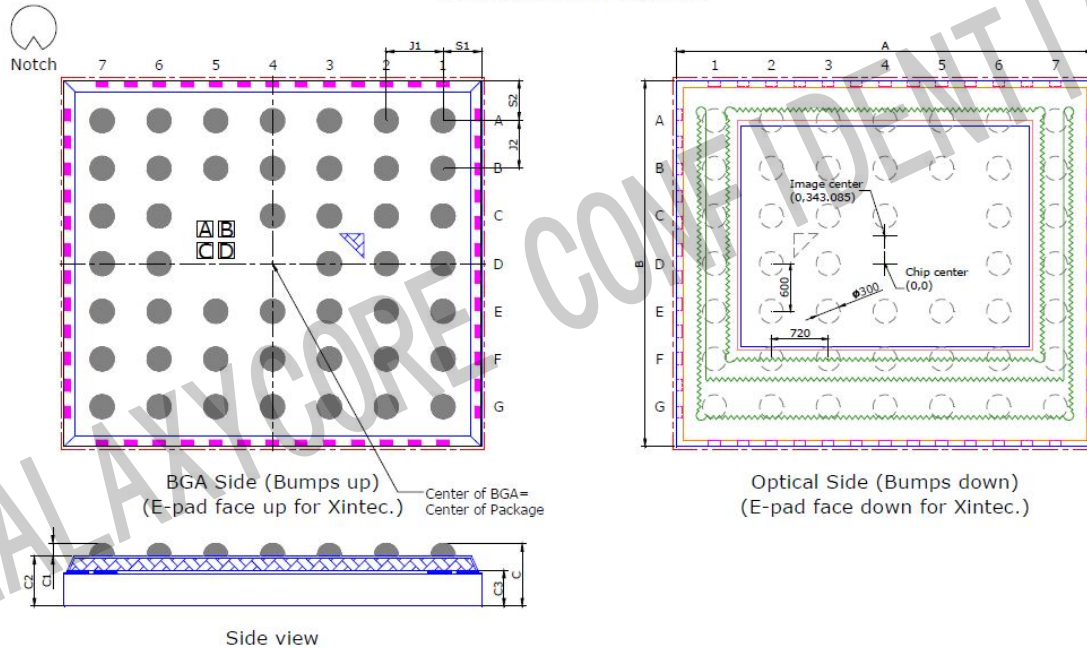 Notch
7 6 5 4 3 2 1
J1 S1
S2
J2
A
B
C
D
E
F
G
A B
C D
BGA Side (Bumps up)
(E-pad face up for Xintec.)
Center of BGA=
Center of Package
A
1 2 3 4 5 6 7
B
A
B
C
D
E
F
G
Image center
(0,343.085)
Chip center
(0,0)
600
ϕ300
720
Optical Side (Bumps down)
(E-pad face down for Xintec.)
C2
C1
C3
C
Side view
GALAXYCORE CONFIDENTIAL